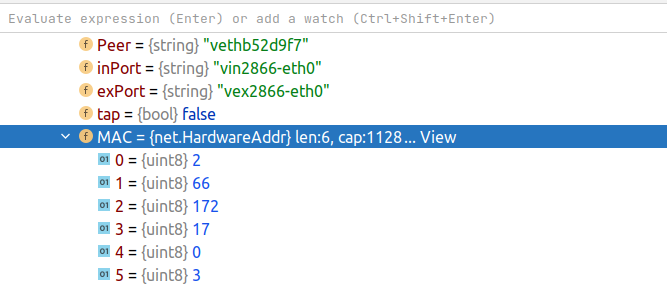 Evaluate expression (Enter) or add a watch (Ctrl+Shift+Enter)
f Peer = {string} "vethb52d9f7"
f inPort = {string} "vin2866-eth0"
f exPort = {string} "vex2866-eth0"
f tap = {bool} false
f MAC = {net.HardwareAddr} len:6, cap:1128... View
01 0 = {uint8} 2
01 1 = {uint8} 66
01 2 = {uint8} 172
01 3 = {uint8} 17
01 4 = {uint8} 0
01 5 = {uint8} 3